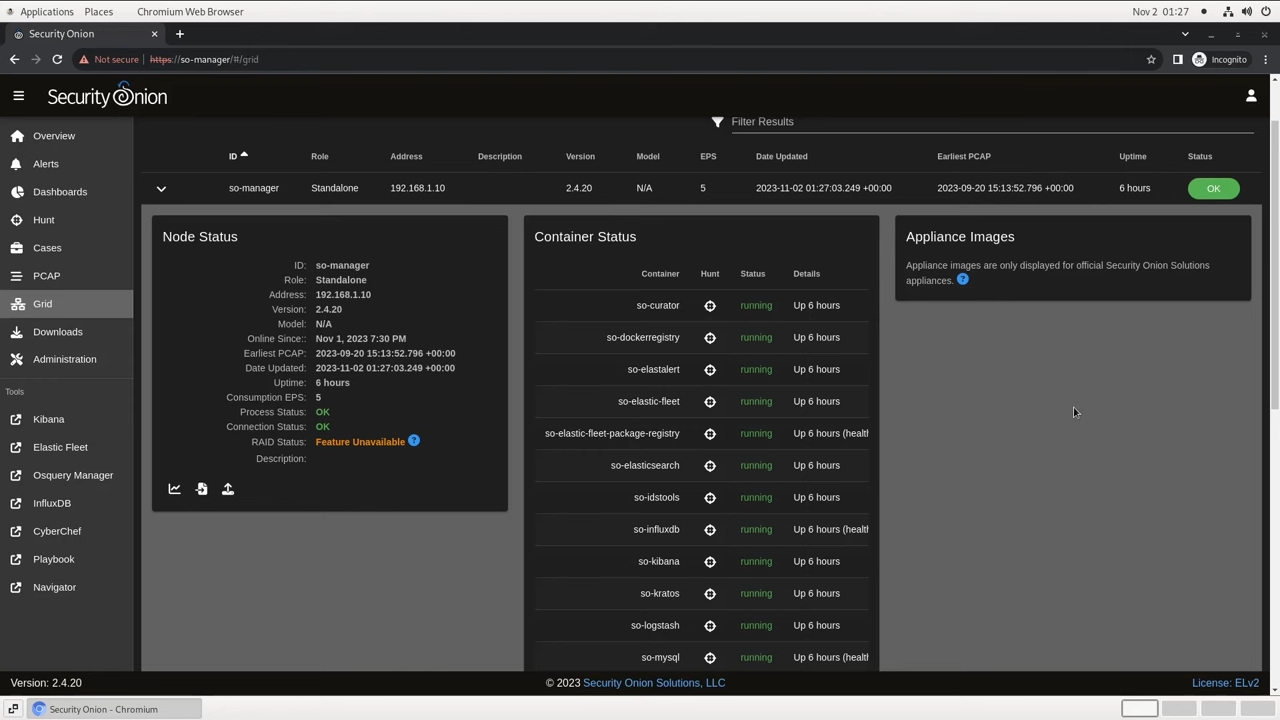 Applications Places Chromium Web Browser Nov 2 01:27
Security Onion
Not secure https://so-manager/#/grid Incognito
Security Onion
Overview
Alerts
Dashboards
Hunt
Cases
PCAP
Grid
Downloads
Administration
Tools
Kibana
Elastic Fleet
Osquery Manager
InfluxDB
CyberChef
Playbook
Navigator
Filter Results
ID Role Address Description Version Model EPS Date Updated Earliest PCAP Uptime Status
so-manager Standalone 192.168.1.10 2.4.20 N/A 5 2023-11-02 01:27:03.249 +00:00 2023-09-20 15:13:52.796 +00:00 6 hours OK
Node Status
ID: so-manager
Role: Standalone
Address: 192.168.1.10
Version: 2.4.20
Model: N/A
Online Since:: Nov 1, 2023 7:30 PM
Earliest PCAP: 2023-09-20 15:13:52.796 +00:00
Date Updated: 2023-11-02 01:27:03.249 +00:00
Uptime: 6 hours
Consumption EPS: 5
Process Status: OK
Connection Status: OK
RAID Status: Feature Unavailable ?
Description:
Container Status
Container Hunt Status Details
so-curator running Up 6 hours
so-dockerregistry running Up 6 hours
so-elastalert running Up 6 hours
so-elastic-fleet running Up 6 hours
so-elastic-fleet-package-registry running Up 6 hours (healt
so-elasticsearch running Up 6 hours
so-idstools running Up 6 hours
so-influxdb running Up 6 hours (healt
so-kibana running Up 6 hours
so-kratos running Up 6 hours
so-logstash running Up 6 hours
so-mysql running Up 6 hours (healt
Appliance Images
Appliance images are only displayed for official Security Onion Solutions
appliances. ?
Version: 2.4.20 © 2023 Security Onion Solutions, LLC License: ELv2
Security Onion - Chromium